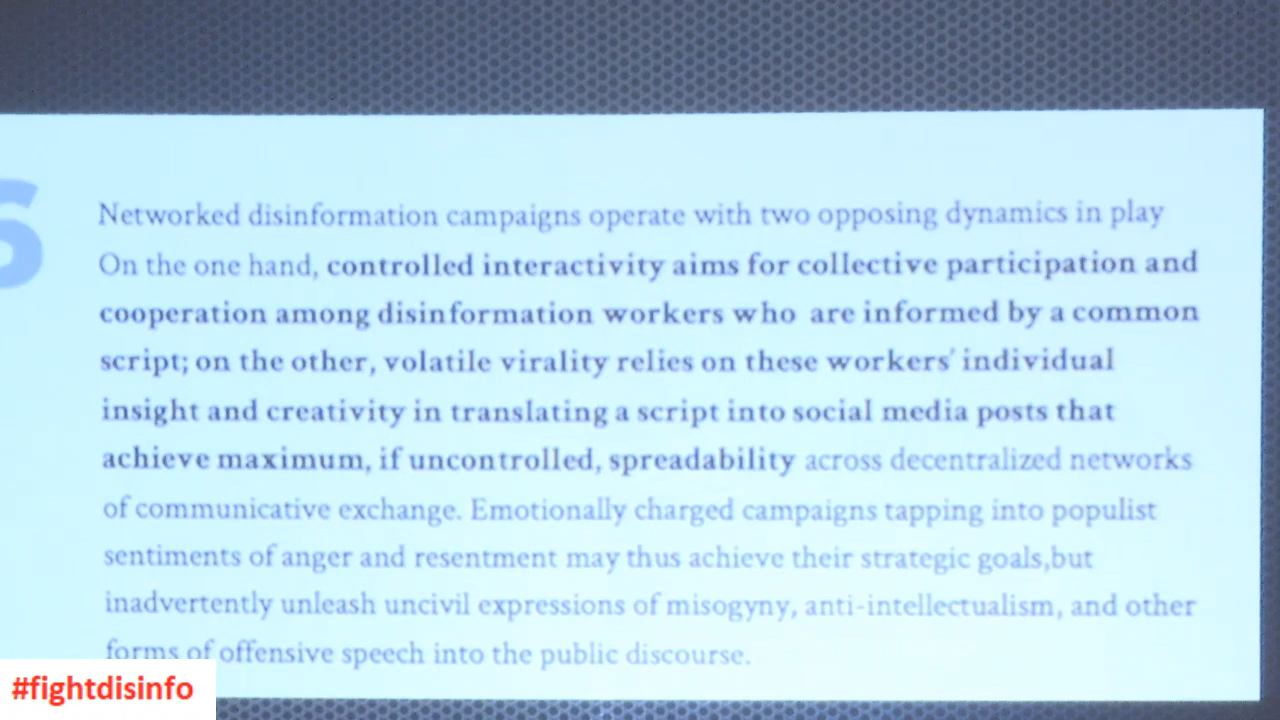 Networked disinformation campaigns operate with two opposing dynamics in play
On the one hand, controlled interactivity aims for collective participation and
cooperation among disinformation workers who are informed by a common
script; on the other, volatile virality relies on these workers' individual
insight and creativity in translating a script into social media posts that
achieve maximum, if uncontrolled, spreadability across decentralized networks
of communicative exchange. Emotionally charged campaigns tapping into populist
sentiments of anger and resentment may thus achieve their strategic goals,but
inadvertently unleash uncivil expressions of misogyny, anti-intellectualism, and other
forms of offensive speech into the public discourse.
#fightdisinfo